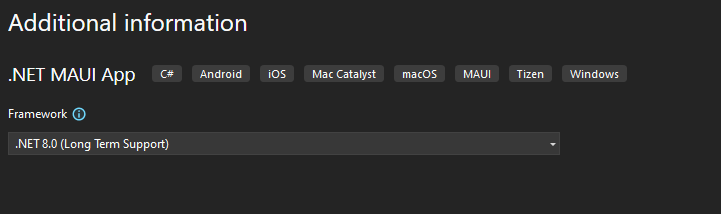 Additional information
.NET MAUI App C# Android iOS Mac Catalyst macOS MAUI Tizen Windows
Framework
.NET 8.0 (Long Term Support)